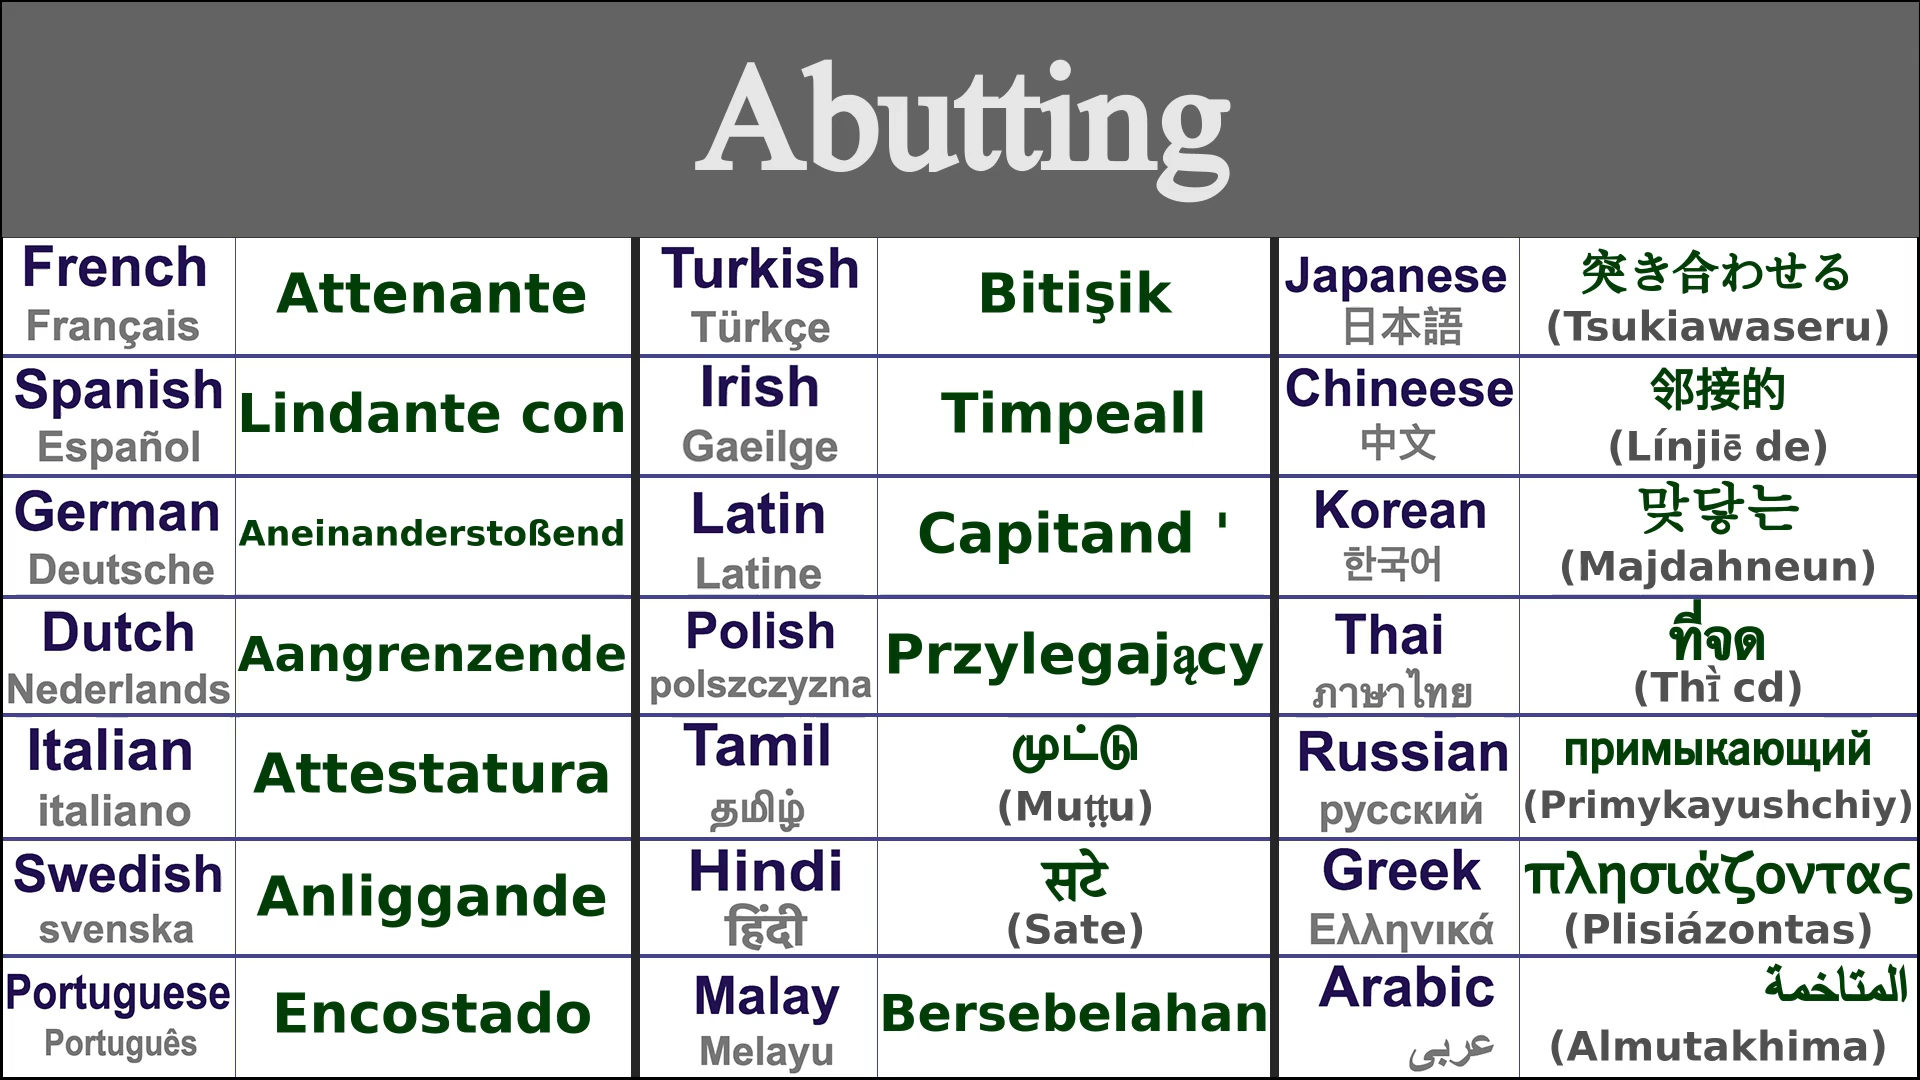 Abutting
French
Français
Attenante
Turkish
Türkçe
Bitişik
Japanese
日本語
突き合わせる
(Tsukiawaseru)
Spanish
Español
Lindante con
Irish
Gaeilge
Timpeall
Chineese
中文
邻接的
(Línjiē de)
German
Deutsche
Aneinanderstoßend
Latin
Latine
Capitand '
Korean
한국어
맞닿는
(Majdahneun)
Dutch
Nederlands
Aangrenzende
Polish
polszczyzna
Przylegający
Thai
ภาษาไทย
ที่จด
(Thī̀ cd)
Italian
italiano
Attestatura
Tamil
தமிழ்
முட்டு
(Muṭṭu)
Russian
русский
примыкающий
(Primykayushchiy)
Swedish
svenska
Anliggande
Hindi
हिंदी
सटे
(Sate)
Greek
Ελληνικά
πλησιάζοντας
(Plisiázontas)
Portuguese
Português
Encostado
Malay
Melayu
Bersebelahan
Arabic
عربى
المتاخمة
(Almutakhima)